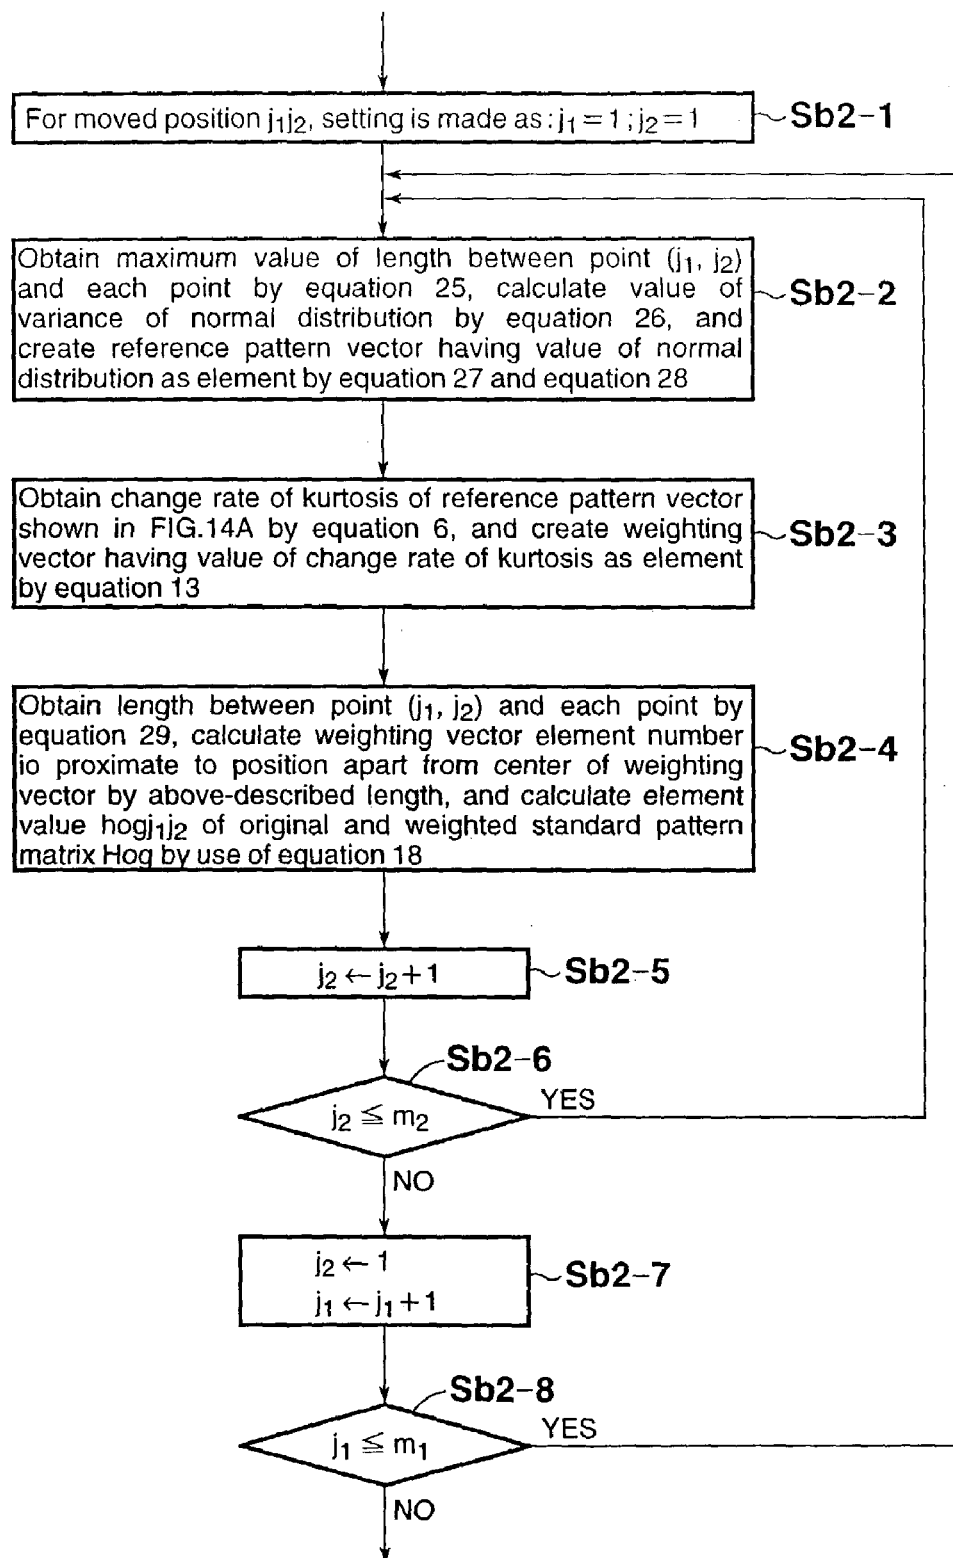 For moved position j₁j₂, setting is made as: j₁=1 ; j₂=1
Sb2-1
Obtain maximum value of length between point (j₁, j₂)
and each point by equation 25, calculate value of
variance of normal distribution by equation 26, and
create reference pattern vector having value of normal
distribution as element by equation 27 and equation 28
Sb2-2
Obtain change rate of kurtosis of reference pattern vector
shown in FIG.14A by equation 6, and create weighting
vector having value of change rate of kurtosis as element
by equation 13
Sb2-3
Obtain length between point (j₁, j₂) and each point by
equation 29, calculate weighting vector element number
io proximate to position apart from center of weighting
vector by above-described length, and calculate element
value hogj₁j₂ of original and weighted standard pattern
matrix Hog by use of equation 18
Sb2-4
j₂ ← j₂ + 1
Sb2-5
Sb2-6
j₂ ≦ m₂
YES
NO
j₂ ← 1
j₁ ← j₁ + 1
Sb2-7
Sb2-8
j₁ ≦ m₁
YES
NO